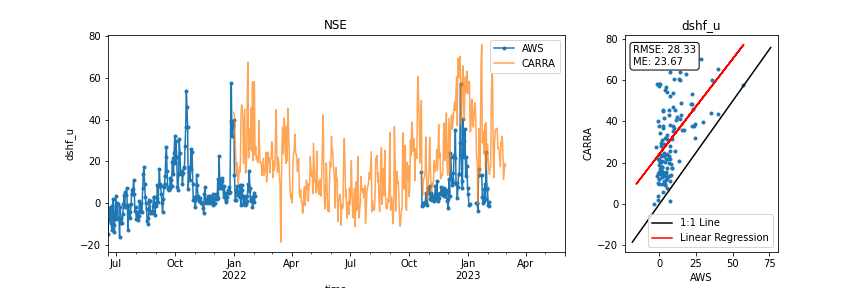 NSE
dshf_u
80
60
40
20
0
−20
dshf_u
AWS
CARRA
Jul
Oct
Jan
2022
Apr
Jul
Oct
Jan
2023
Apr
dshf_u
80
60
40
20
0
−20
CARRA
RMSE: 28.33
ME: 23.67
1:1 Line
Linear Regression
0
25
50
75
AWS